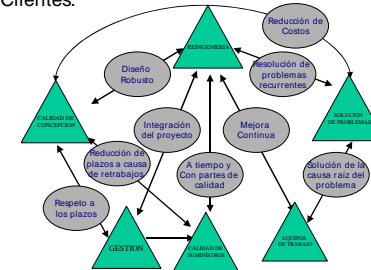 Clientes.
Reducción de
Costos
REINGENIERIA
Diseño
Robusto
Resolución de
problemas
recurrentes
CALIDAD DE
CONCEPCION
Integración
del proyecto
Mejora
Continua
SOLUCION
DE PROBLEMAS
Reducción de
plazos a causa
de retrabajos
A tiempo y
Con partes de
calidad
Solución de la
causa raíz del
problema
Respeto a
los plazos
GESTION
CALIDAD DE
SUMINISTROS
EQUIPOS
DE TRABAJO